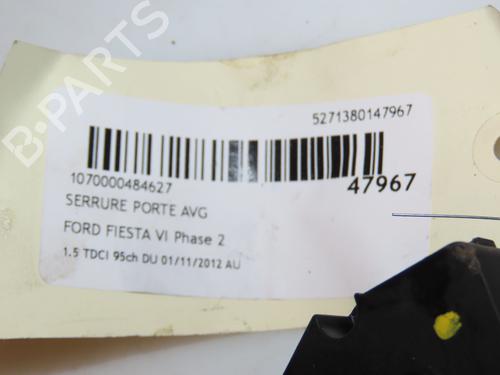 B-PARTS
5271380147967
1070000484627
47967
SERRURE PORTE AVG
FORD FIESTA VI Phase 2
1.5 TDCI 95ch DU 01/11/2012 AU